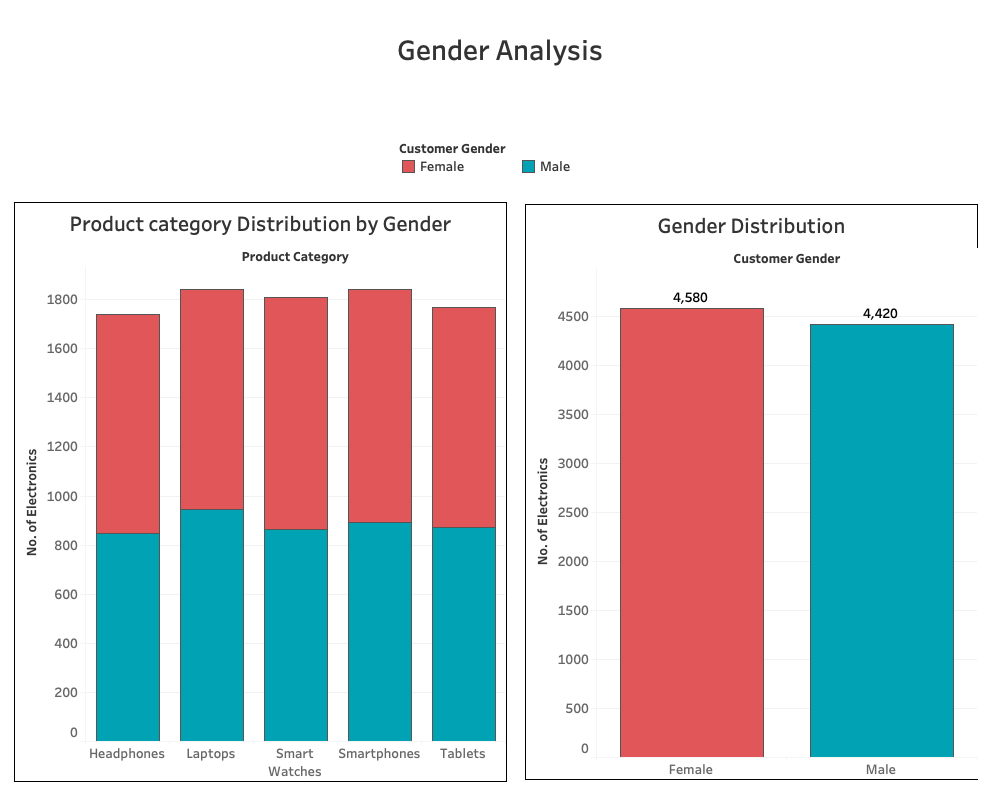 Gender Analysis
Customer Gender
Female
Male
Product category Distribution by Gender
Product Category
No. of Electronics
1800
1600
1400
1200
1000
800
600
400
200
0
Headphones
Laptops
Smart
Watches
Smartphones
Tablets
Gender Distribution
Customer Gender
No. of Electronics
4500
4000
3500
3000
2500
2000
1500
1000
500
0
4,580
4,420
Female
Male